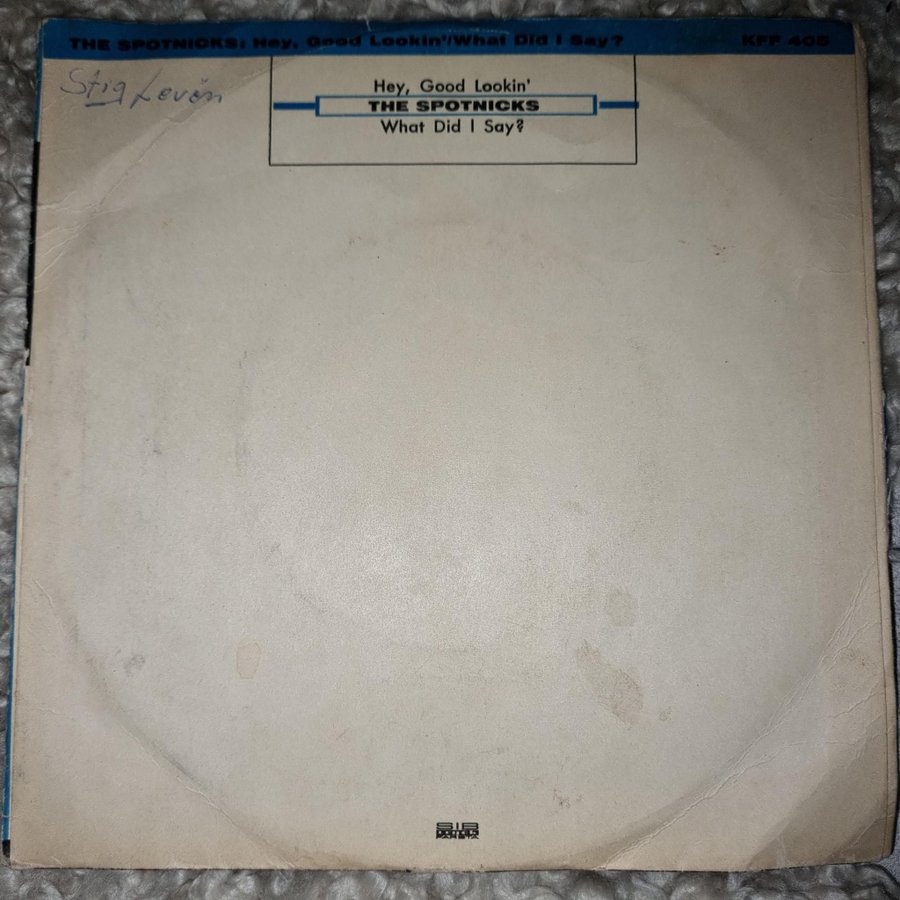 THE SPOTNICKS: Hey, Good Lookin'/What Did I Say? KFF 405
Stig Levén
Hey, Good Lookin'
THE SPOTNICKS
What Did I Say?
SIB